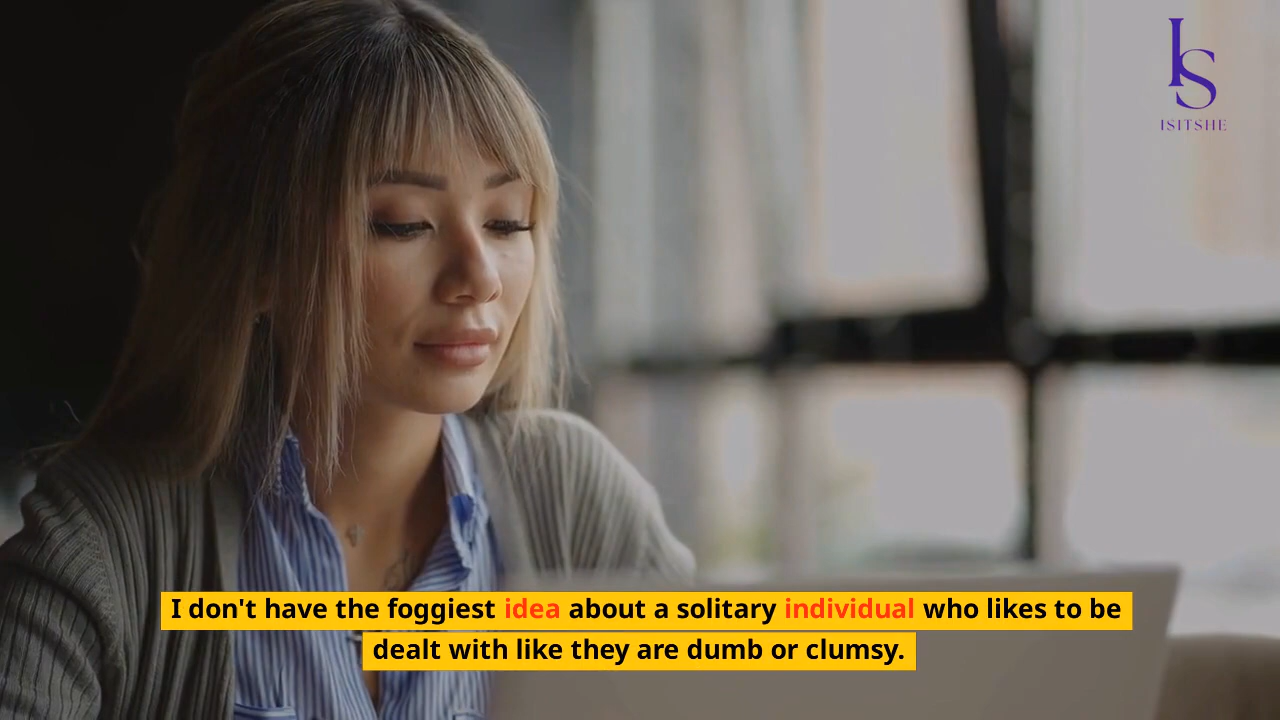 IS
ISITSHE
I don't have the foggiest idea about a solitary individual who likes to be
dealt with like they are dumb or clumsy.